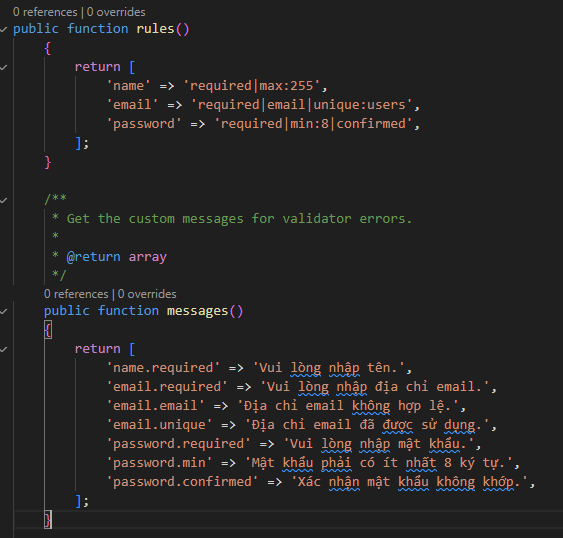 0 references | 0 overrides
public function rules()
{
return [
'name' => 'required|max:255',
'email' => 'required|email|unique:users',
'password' => 'required|min:8|confirmed',
];
}
/**
* Get the custom messages for validator errors.
*
* @return array
*/
0 references | 0 overrides
public function messages()
{
return [
'name.required' => 'Vui lòng nhập tên.',
'email.required' => 'Vui lòng nhập địa chỉ email.',
'email.email' => 'Địa chỉ email không hợp lệ.',
'email.unique' => 'Địa chỉ email đã được sử dụng.',
'password.required' => 'Vui lòng nhập mật khẩu.',
'password.min' => 'Mật khẩu phải có ít nhất 8 ký tự.',
'password.confirmed' => 'Xác nhận mật khẩu không khớp.',
];
}